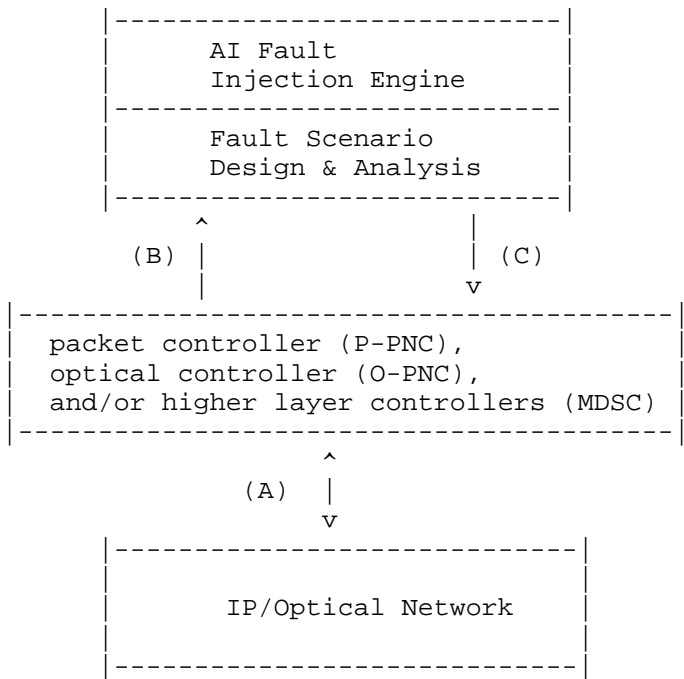 AI Fault
Injection Engine
Fault Scenario
Design & Analysis
(B)
(C)
packet controller (P-PNC),
optical controller (O-PNC),
and/or higher layer controllers (MDSC)
(A)
v
v
IP/Optical Network